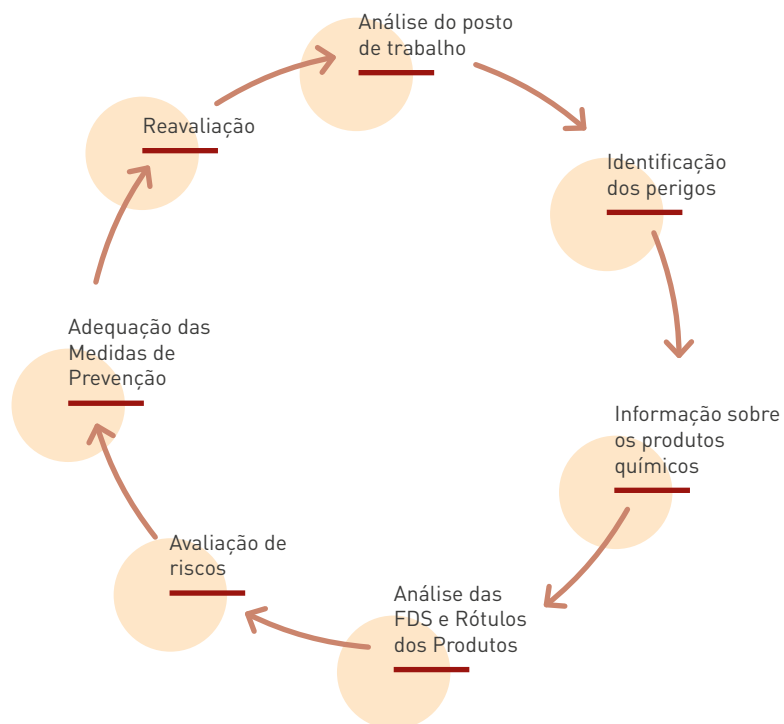 Análise do posto
de trabalho
Identificação
dos perigos
Informação sobre
os produtos
químicos
Análise das
FDS e Rótulos
dos Produtos
Avaliação de
riscos
Adequação das
Medidas de
Prevenção
Reavaliação